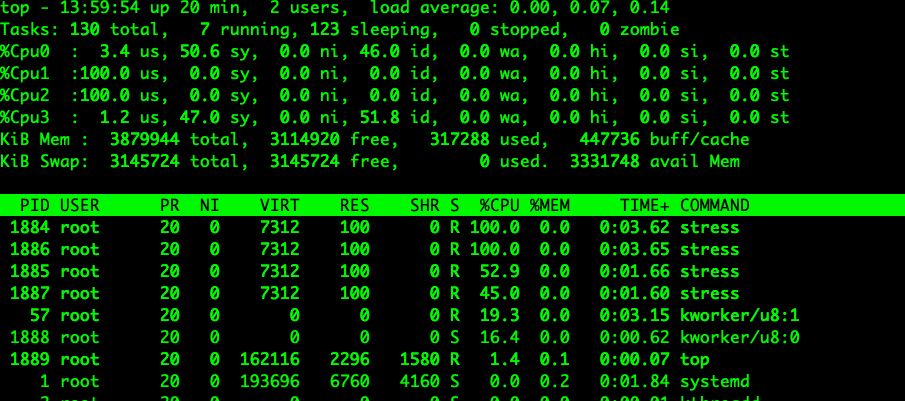 top - 13:59:54 up 20 min,  2 users,  load average: 0.00, 0.07, 0.14
Tasks: 130 total,   7 running, 123 sleeping,   0 stopped,   0 zombie
%Cpu0  :  3.4 us, 50.6 sy,  0.0 ni, 46.0 id,  0.0 wa,  0.0 hi,  0.0 si,  0.0 st
%Cpu1  :100.0 us,  0.0 sy,  0.0 ni,  0.0 id,  0.0 wa,  0.0 hi,  0.0 si,  0.0 st
%Cpu2  :100.0 us,  0.0 sy,  0.0 ni,  0.0 id,  0.0 wa,  0.0 hi,  0.0 si,  0.0 st
%Cpu3  :  1.2 us, 47.0 sy,  0.0 ni, 51.8 id,  0.0 wa,  0.0 hi,  0.0 si,  0.0 st
KiB Mem :  3879944 total,  3114920 free,   317288 used,   447736 buff/cache
KiB Swap:  3145724 total,  3145724 free,        0 used.  3331748 avail Mem
PID USER      PR  NI    VIRT    RES    SHR S  %CPU %MEM     TIME+ COMMAND
1884 root      20   0    7312    100      0 R 100.0  0.0   0:03.62 stress
1886 root      20   0    7312    100      0 R 100.0  0.0   0:03.65 stress
1885 root      20   0    7312    100      0 R  52.9  0.0   0:01.66 stress
1887 root      20   0    7312    100      0 R  45.0  0.0   0:01.60 stress
57 root      20   0       0      0      0 R  19.3  0.0   0:03.15 kworker/u8:1
1888 root      20   0       0      0      0 S  16.4  0.0   0:00.62 kworker/u8:0
1889 root      20   0  162116   2296   1580 R   1.4  0.1   0:00.07 top
1 root      20   0  193696   6760   4160 S   0.0  0.2   0:01.84 systemd